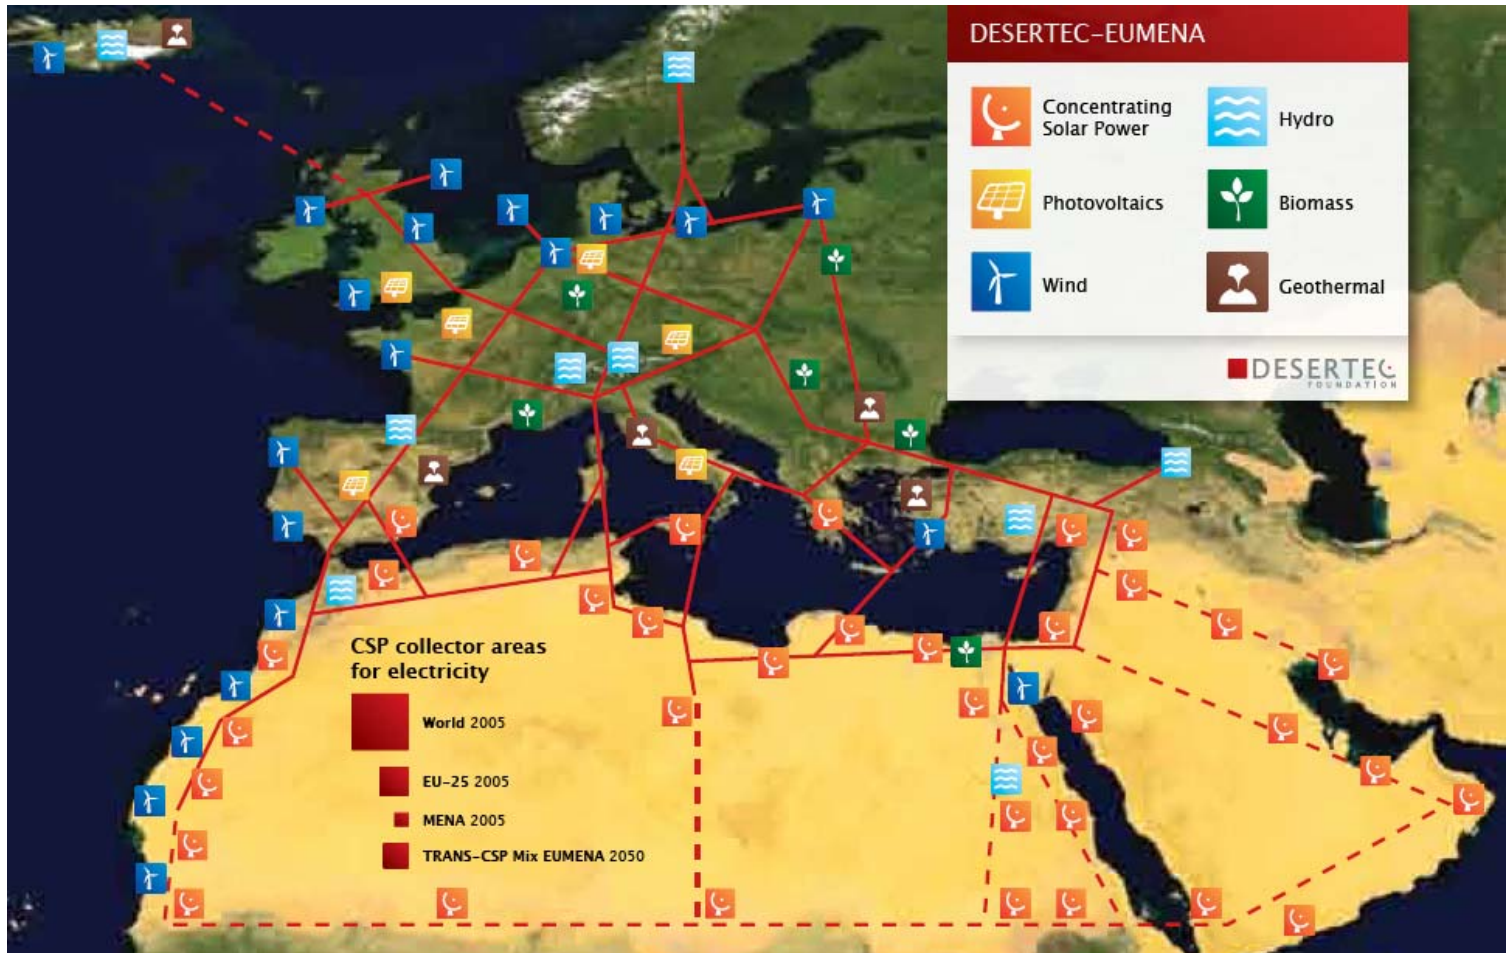 DESERTEC–EUMENA
Concentrating
Solar Power
Hydro
Photovoltaics
Biomass
Wind
Geothermal
DESERTEC
FOUNDATION
CSP collector areas
for electricity
World 2005
EU–25 2005
MENA 2005
TRANS–CSP Mix EUMENA 2050